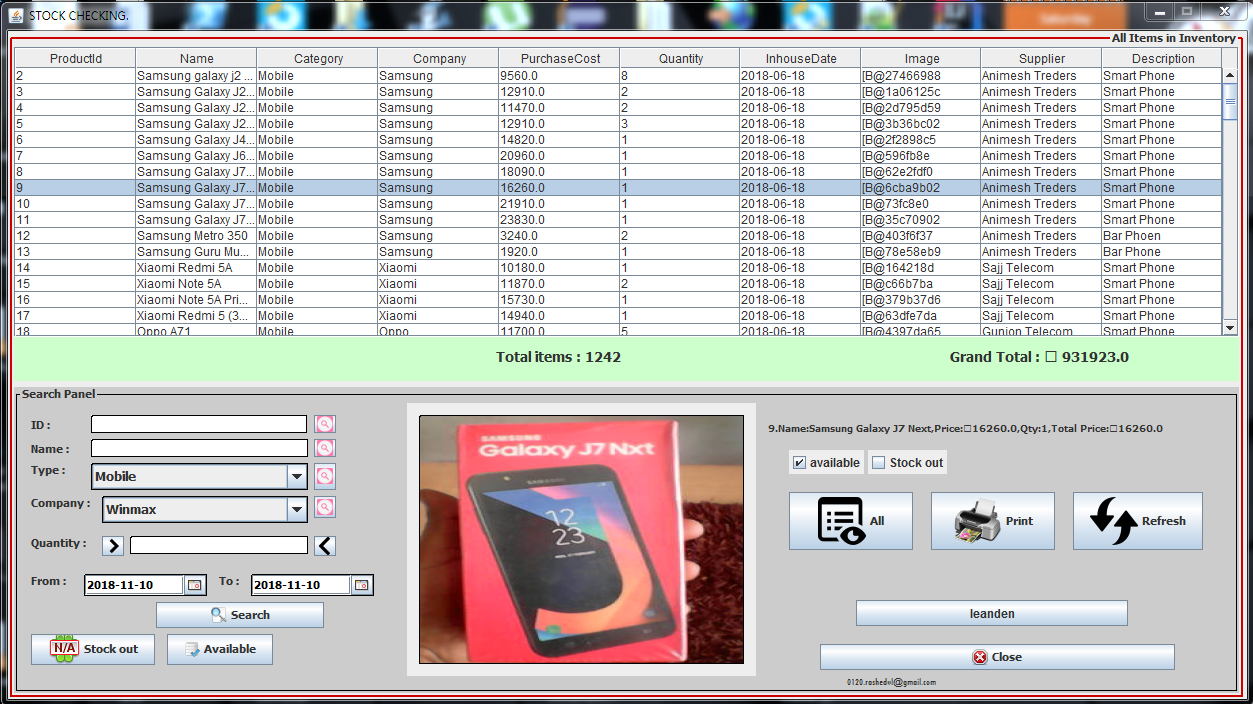 STOCK CHECKING.
All Items in Inventory
ProductId Name Category Company PurchaseCost Quantity InhouseDate Image Supplier Description
2 Samsung galaxy j2 ... Mobile Samsung 9560.0 8 2018-06-18 [B@27466988 Animesh Treders Smart Phone
3 Samsung Galaxy J2... Mobile Samsung 12910.0 2 2018-06-18 [B@1a06125c Animesh Treders Smart Phone
4 Samsung Galaxy J2... Mobile Samsung 11470.0 2 2018-06-18 [B@2d795d59 Animesh Treders Smart Phone
5 Samsung Galaxy J2... Mobile Samsung 12910.0 3 2018-06-18 [B@3b36bc02 Animesh Treders Smart Phone
6 Samsung Galaxy J4... Mobile Samsung 14820.0 1 2018-06-18 [B@2f2898c5 Animesh Treders Smart Phone
7 Samsung Galaxy J6... Mobile Samsung 20960.0 1 2018-06-18 [B@596fb8e Animesh Treders Smart Phone
8 Samsung Galaxy J7... Mobile Samsung 18090.0 1 2018-06-18 [B@62e2fdf0 Animesh Treders Smart Phone
9 Samsung Galaxy J7... Mobile Samsung 16260.0 1 2018-06-18 [B@6cba9b02 Animesh Treders Smart Phone
10 Samsung Galaxy J7... Mobile Samsung 21910.0 1 2018-06-18 [B@73fc8e0 Animesh Treders Smart Phone
11 Samsung Galaxy J7... Mobile Samsung 23830.0 1 2018-06-18 [B@35c70902 Animesh Treders Smart Phone
12 Samsung Metro 350 Mobile Samsung 3240.0 2 2018-06-18 [B@403f6f37 Animesh Treders Bar Phoen
13 Samsung Guru Mu... Mobile Samsung 1920.0 1 2018-06-18 [B@78e58eb9 Animesh Treders Bar Phone
14 Xiaomi Redmi 5A Mobile Xiaomi 10180.0 1 2018-06-18 [B@164218d Sajj Telecom Smart Phone
15 Xiaomi Note 5A Mobile Xiaomi 11870.0 2 2018-06-18 [B@c66b7ba Sajj Telecom Smart Phone
16 Xiaomi Note 5A Pri... Mobile Xiaomi 15730.0 1 2018-06-18 [B@379b37d6 Sajj Telecom Smart Phone
17 Xiaomi Redmi 5 (3... Mobile Xiaomi 14940.0 1 2018-06-18 [B@63dfe7da Sajj Telecom Smart Phone
18 Oppo A71 Mobile Oppo 11700.0 5 2018-06-18 [B@4397da65 Gunjon Telecom Smart Phone
Total items : 1242 Grand Total : □ 931923.0
Search Panel
ID :
Name :
Type : Mobile
Company : Winmax
Quantity :
From : 2018-11-10 To : 2018-11-10
Search
N/A Stock out Available
SAMSUNG
Galaxy J7 Nxt
SAMSUNG
12
23
9.Name:Samsung Galaxy J7 Next,Price:□16260.0,Qty:1,Total Price:□16260.0
available Stock out
All Print Refresh
leanden
Close
0120.rashedvl@gmail.com